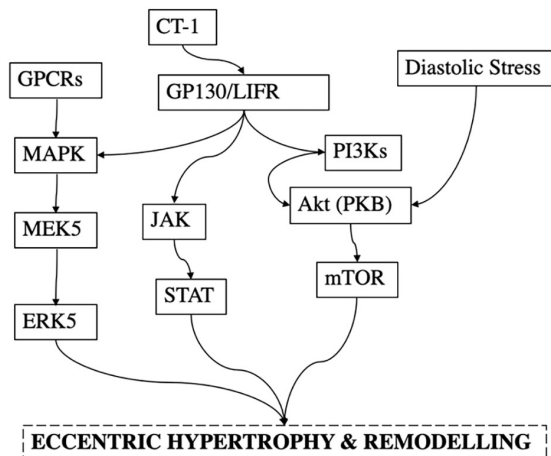 CT-1
GPCRs
GP130/LIFR
Diastolic Stress
MAPK
PI3Ks
Akt (PKB)
MEK5
JAK
mTOR
STAT
ERK5
ECCENTRIC HYPERTROPHY & REMODELLING